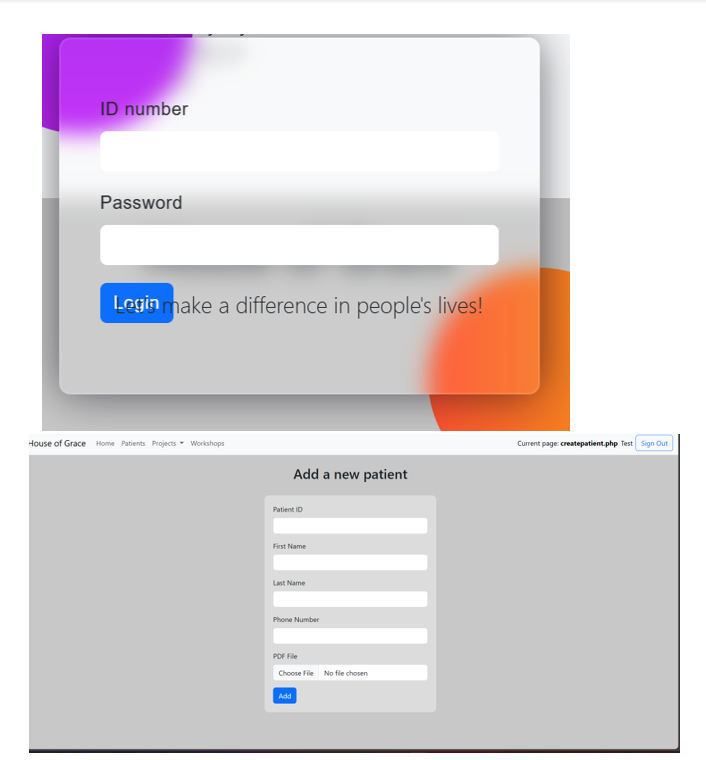 ID number
Password
Login
Let's make a difference in people's lives!
House of Grace Home Patients Projects Workshops Current page: createpatient.php Test Sign Out
Add a new patient
Patient ID
First Name
Last Name
Phone Number
PDF File
Choose File No file chosen
Add